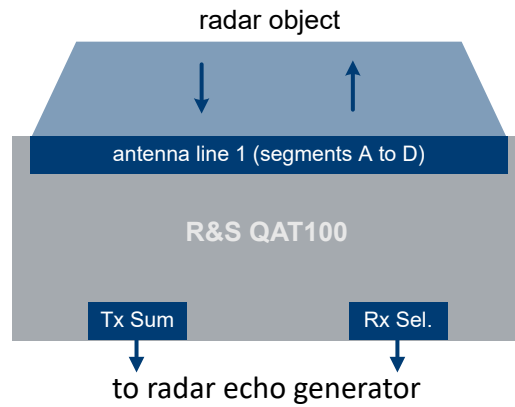 radar object
antenna line 1 (segments A to D)
R&S QAT100
Tx Sum
Rx Sel.
to radar echo generator